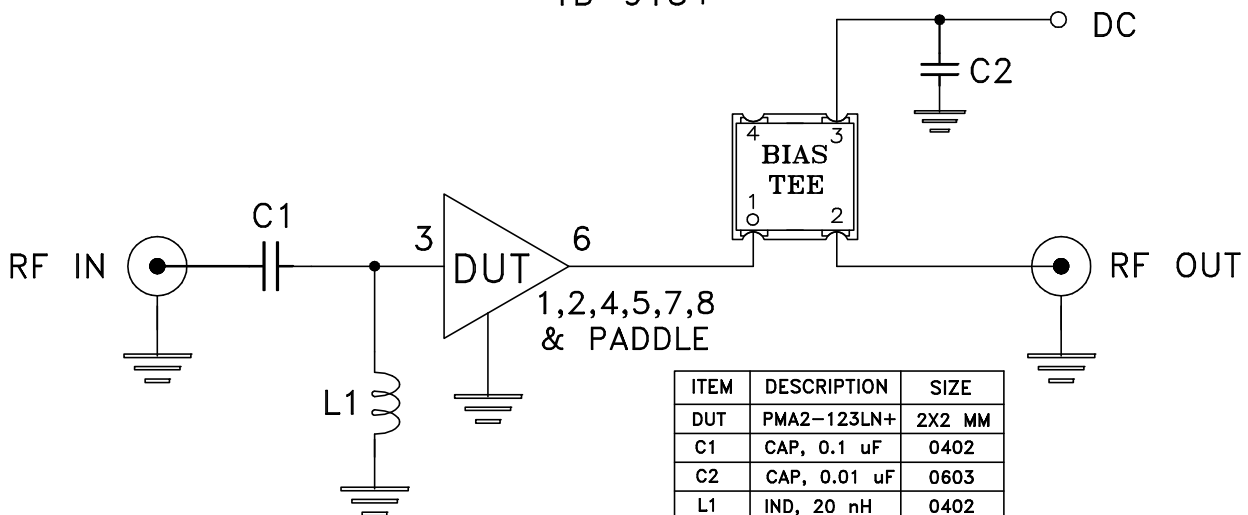 DC
C2
4 3
BIAS
TEE
1 2
C1
3 6
RF IN
DUT
RF OUT
1,2,4,5,7,8
& PADDLE
L1
ITEM DESCRIPTION SIZE
DUT PMA2-123LN+ 2X2 MM
C1 CAP, 0.1 uF 0402
C2 CAP, 0.01 uF 0603
L1 IND, 20 nH 0402